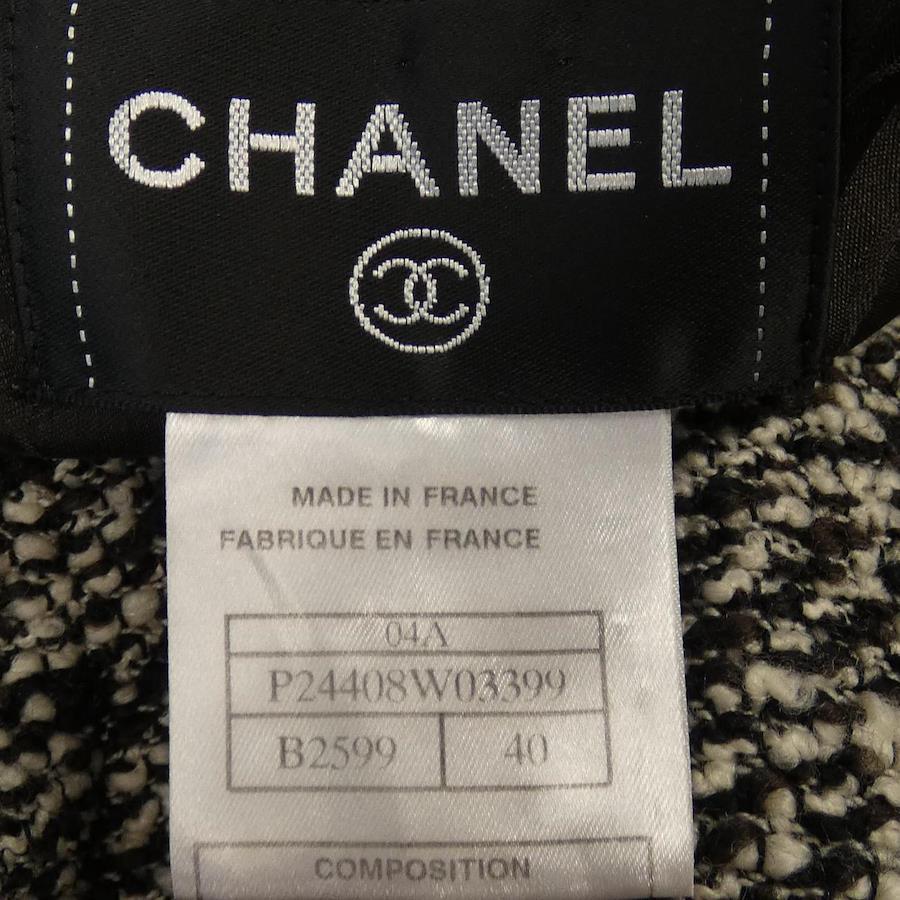 CHANEL
MADE IN FRANCE
FABRIQUE EN FRANCE
04A
P24408W03399
B2599 40
COMPOSITION